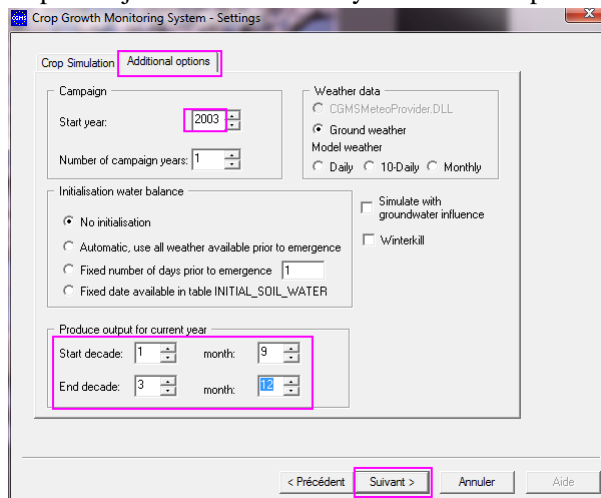 Crop Growth Monitoring System - Settings
Crop Simulation
Additional options
Campaign
Start year: 2003
Number of campaign years: 1
Weather data
CGMSMeteoProvider.DLL
Ground weather
Model weather
Daily 10-Daily Monthly
Initialisation water balance
No initialisation
Automatic, use all weather available prior to emergence
Fixed number of days prior to emergence 1
Fixed date available in table INITIAL_SOIL_WATER
Simulate with
groundwater influence
Winterkill
Produce output for current year
Start decade: 1 month: 9
End decade: 3 month: 12
< Précédent Suivant > Annuler Aide